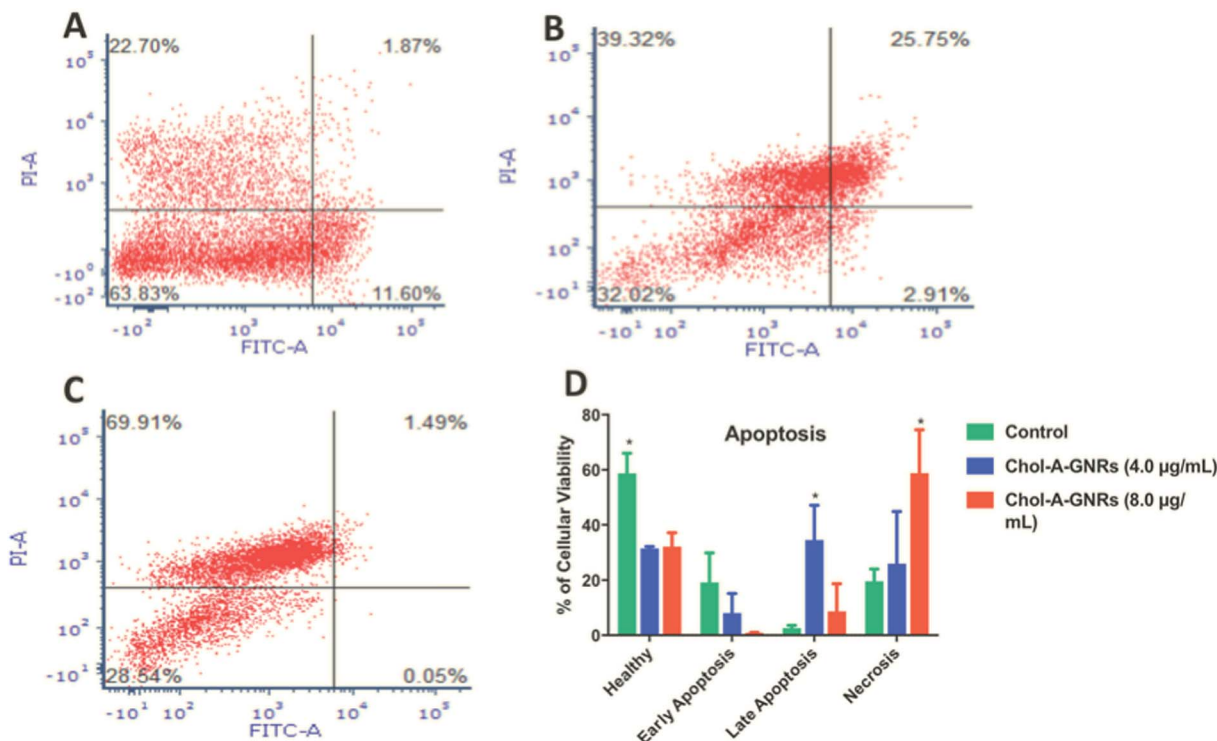 A
22.70%
1.87%
10⁵
10⁴
10³
-10⁰
-10²
PI-A
63.83%
11.60%
-10²
10³
10⁴
10⁵
FITC-A
B
39.32%
25.75%
10⁵
10⁴
10³
10²
-10¹
PI-A
32.02%
2.91%
-10¹
10²
10³
10⁴
10⁵
FITC-A
C
69.91%
1.49%
10⁵
10⁴
10³
10²
-10¹
PI-A
28.54%
0.05%
-10¹
10²
10³
10⁴
10⁵
FITC-A
D
Apoptosis
% of Cellular Viability
80
60
40
20
0
*
*
*
Healthy
Early Apoptosis
Late Apoptosis
Necrosis
Control
Chol-A-GNRs (4.0 µg/mL)
Chol-A-GNRs (8.0 µg/
mL)